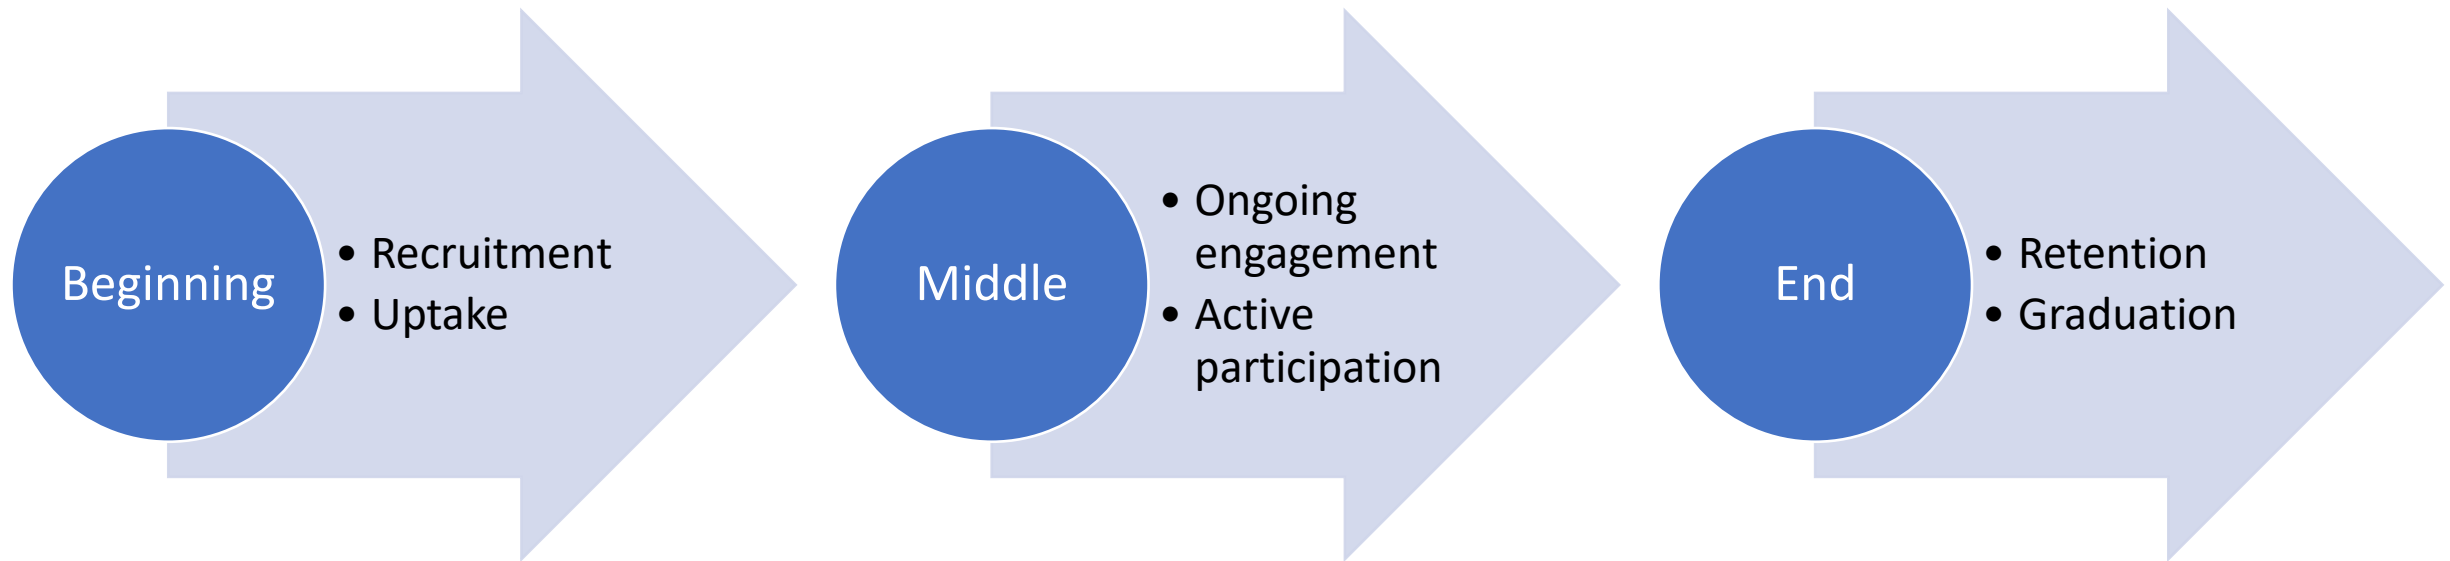 Beginning
• Recruitment
• Uptake
Middle
• Ongoing
engagement
• Active
participation
End
• Retention
• Graduation